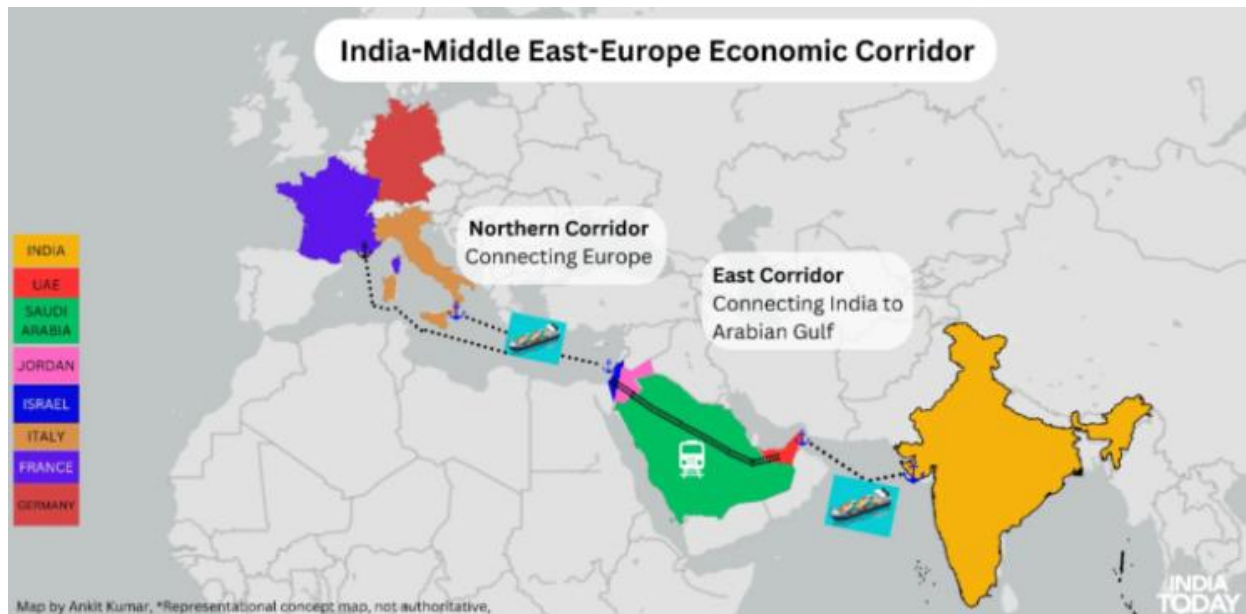 India-Middle East-Europe Economic Corridor
Northern Corridor
Connecting Europe
East Corridor
Connecting India to
Arabian Gulf
INDIA
UAE
SAUDI
ARABIA
JORDAN
ISRAEL
ITALY
FRANCE
GERMANY
Map by Ankit Kumar, *Representational concept map, not authoritative,
INDIA
TODAY